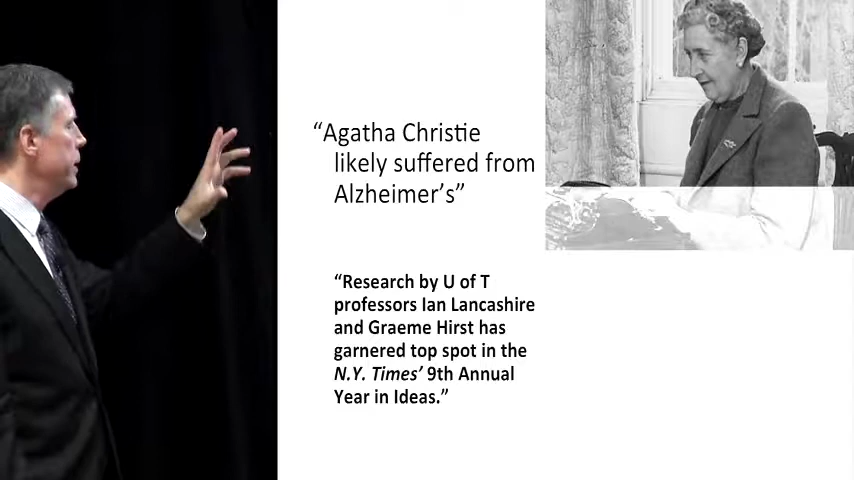 “Agatha Christie
likely suffered from
Alzheimer’s”
“Research by U of T
professors Ian Lancashire
and Graeme Hirst has
garnered top spot in the
N.Y. Times’ 9th Annual
Year in Ideas.”